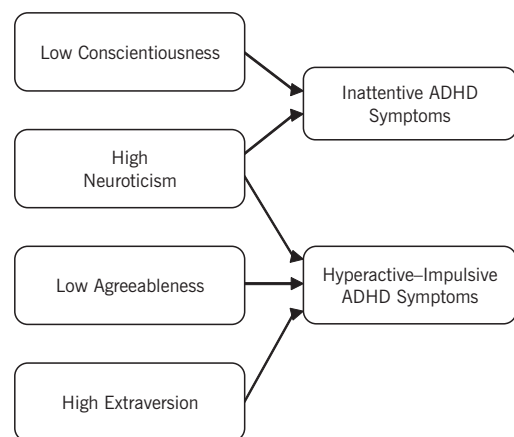 Low Conscientiousness
Inattentive ADHD
Symptoms
High
Neuroticism
Low Agreeableness
Hyperactive–Impulsive
ADHD Symptoms
High Extraversion